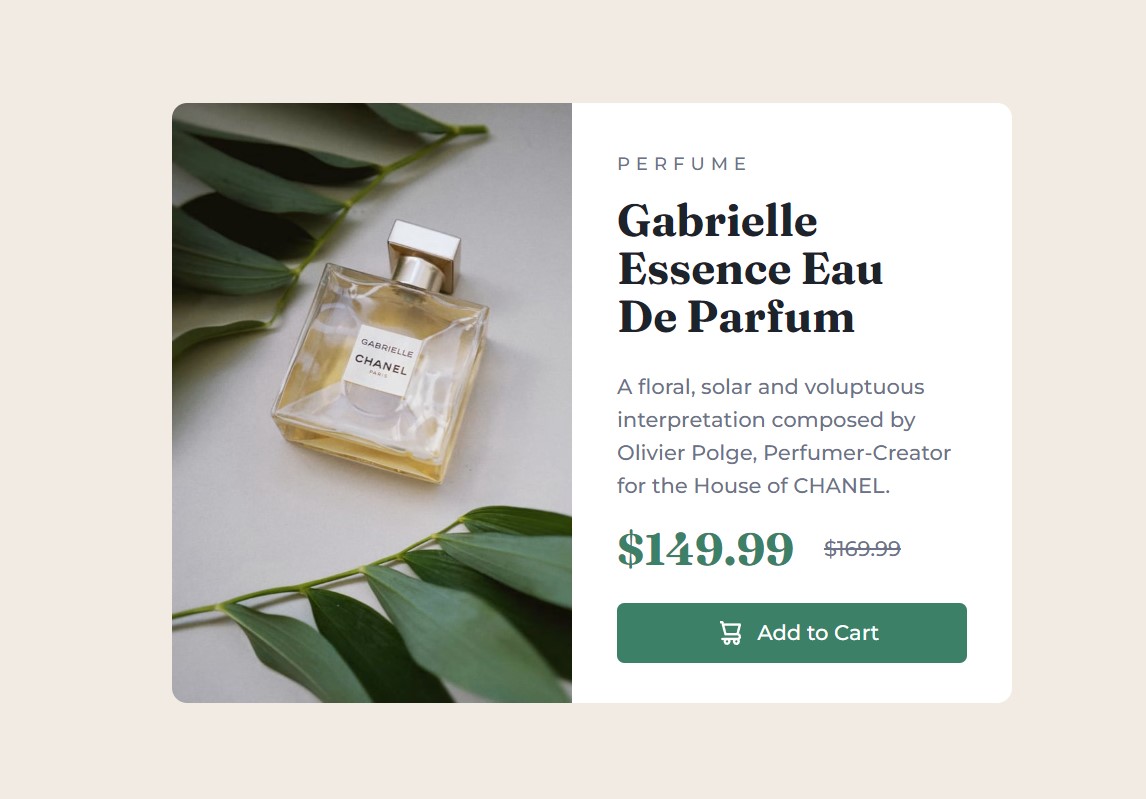 GABRIELLE
CHANEL
PARIS
PERFUME
Gabrielle
Essence Eau
De Parfum
A floral, solar and voluptuous
interpretation composed by
Olivier Polge, Perfumer-Creator
for the House of CHANEL.
$149.99 $169.99
Add to Cart